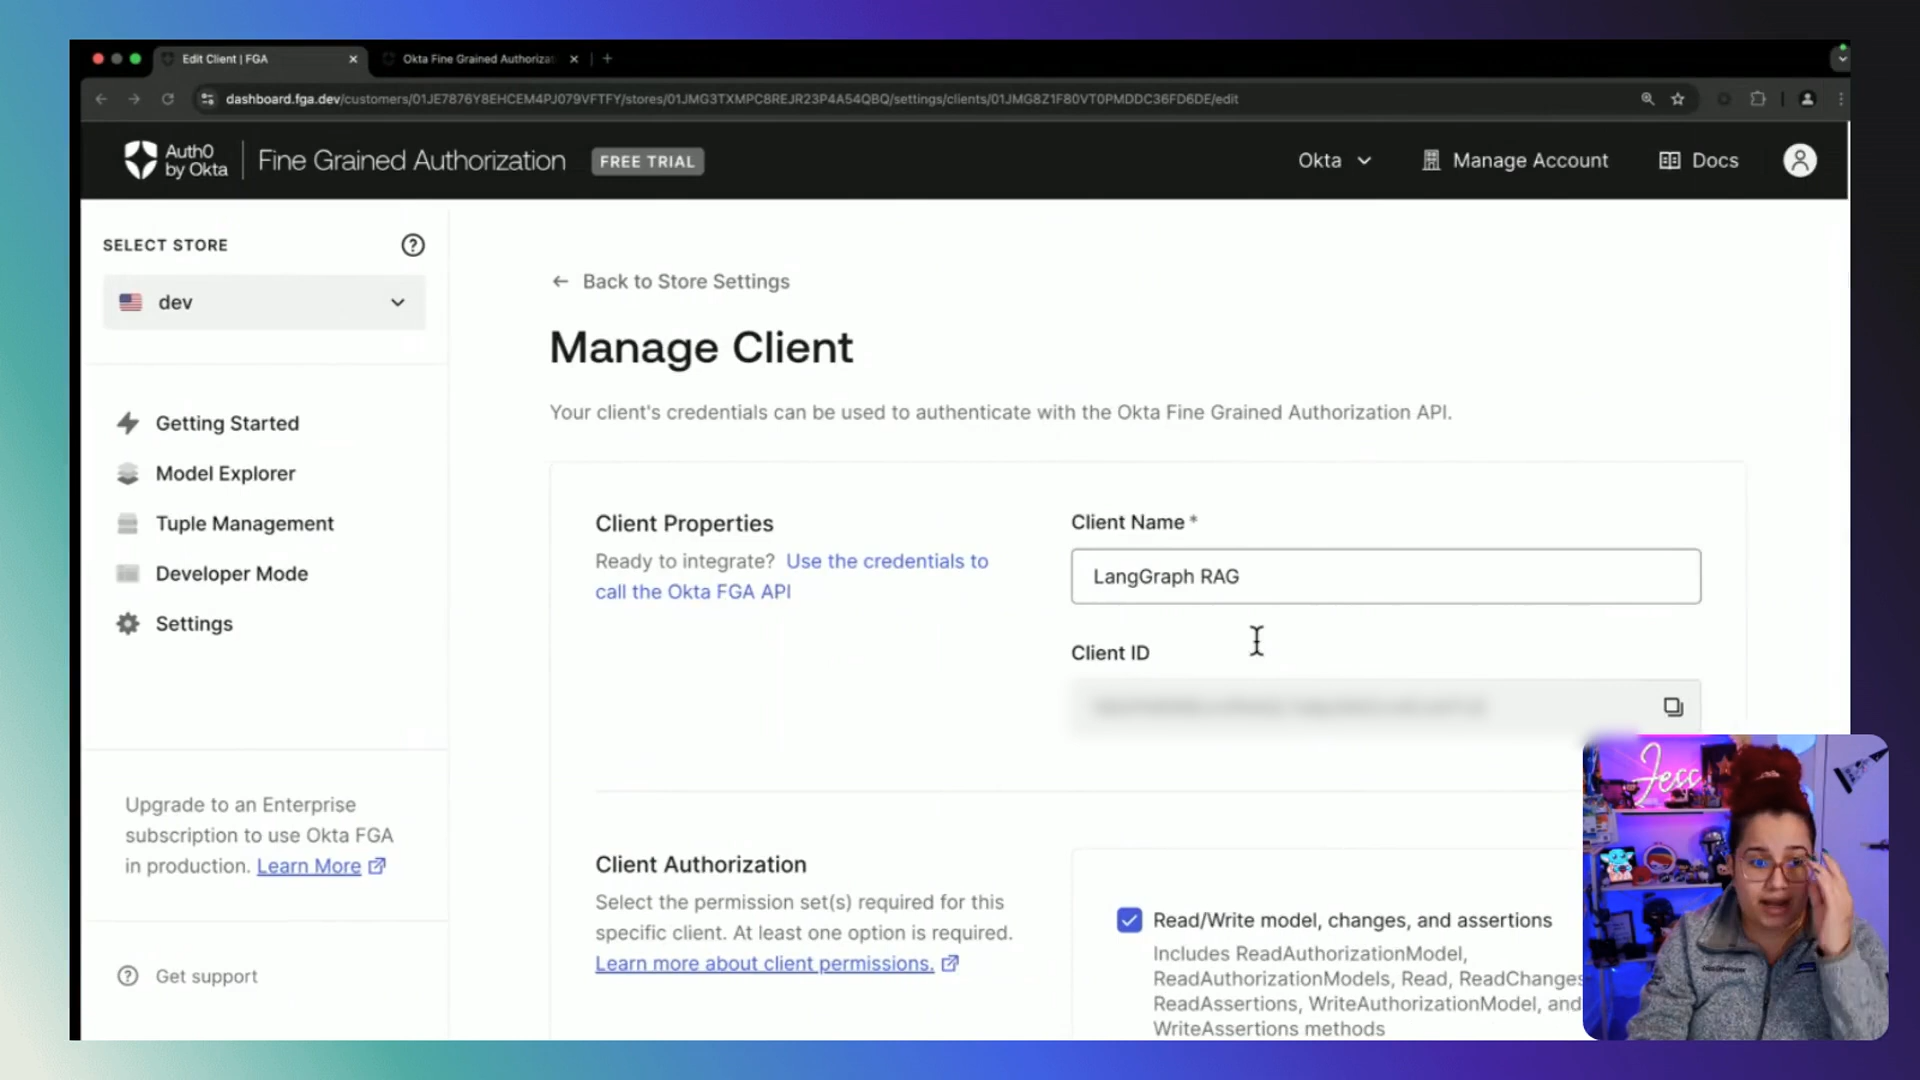 Edit Client | FGA
Okta Fine Grained Authorizat
dashboard.fga.dev/customers/01JE7876Y8EHCEM4PJ079VFTFY/stores/01JMG3TXMPC8REJR23P4A54QBQ/settings/clients/01JMG8Z1F80VT0PMDDC36FD6DE/edit
Auth0
by Okta
Fine Grained Authorization
FREE TRIAL
Okta
Manage Account
Docs
SELECT STORE
dev
Getting Started
Model Explorer
Tuple Management
Developer Mode
Settings
Upgrade to an Enterprise
subscription to use Okta FGA
in production. Learn More
Get support
Back to Store Settings
Manage Client
Your client's credentials can be used to authenticate with the Okta Fine Grained Authorization API.
Client Properties
Ready to integrate? Use the credentials to
call the Okta FGA API
Client Name *
LangGraph RAG
Client ID
Client Authorization
Select the permission set(s) required for this
specific client. At least one option is required.
Learn more about client permissions.
Read/Write model, changes, and assertions
Includes ReadAuthorizationModel,
ReadAuthorizationModels, Read, ReadChanges
ReadAssertions, WriteAuthorizationModel, and
WriteAssertions methods
Jess